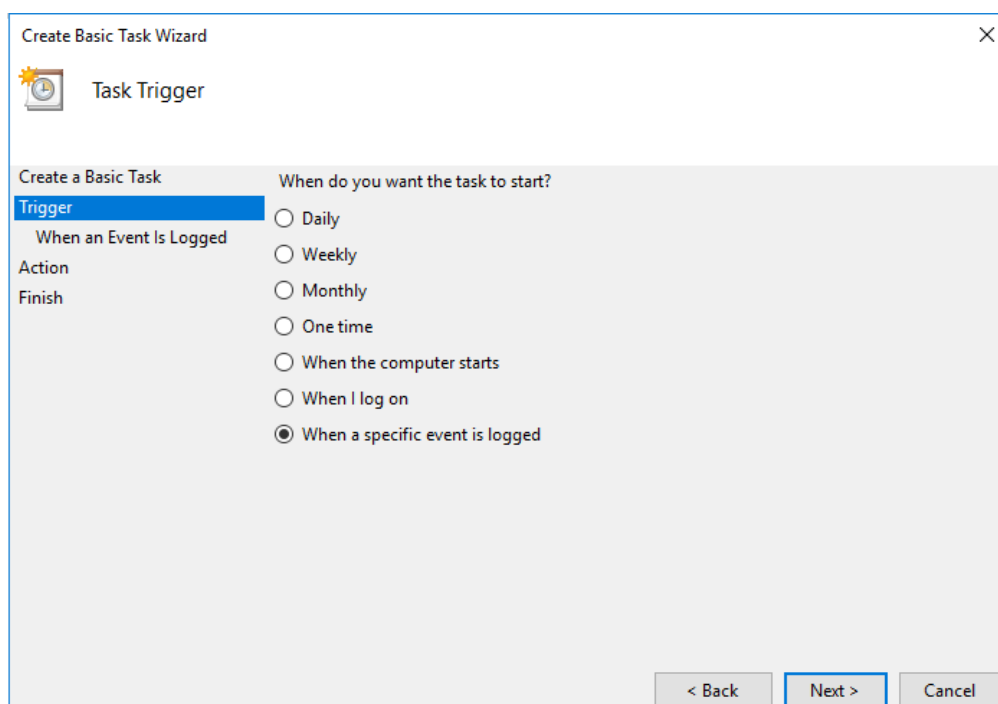 Create Basic Task Wizard
Task Trigger
Create a Basic Task
Trigger
When an Event Is Logged
Action
Finish
When do you want the task to start?
Daily
Weekly
Monthly
One time
When the computer starts
When I log on
When a specific event is logged
< Back
Next >
Cancel